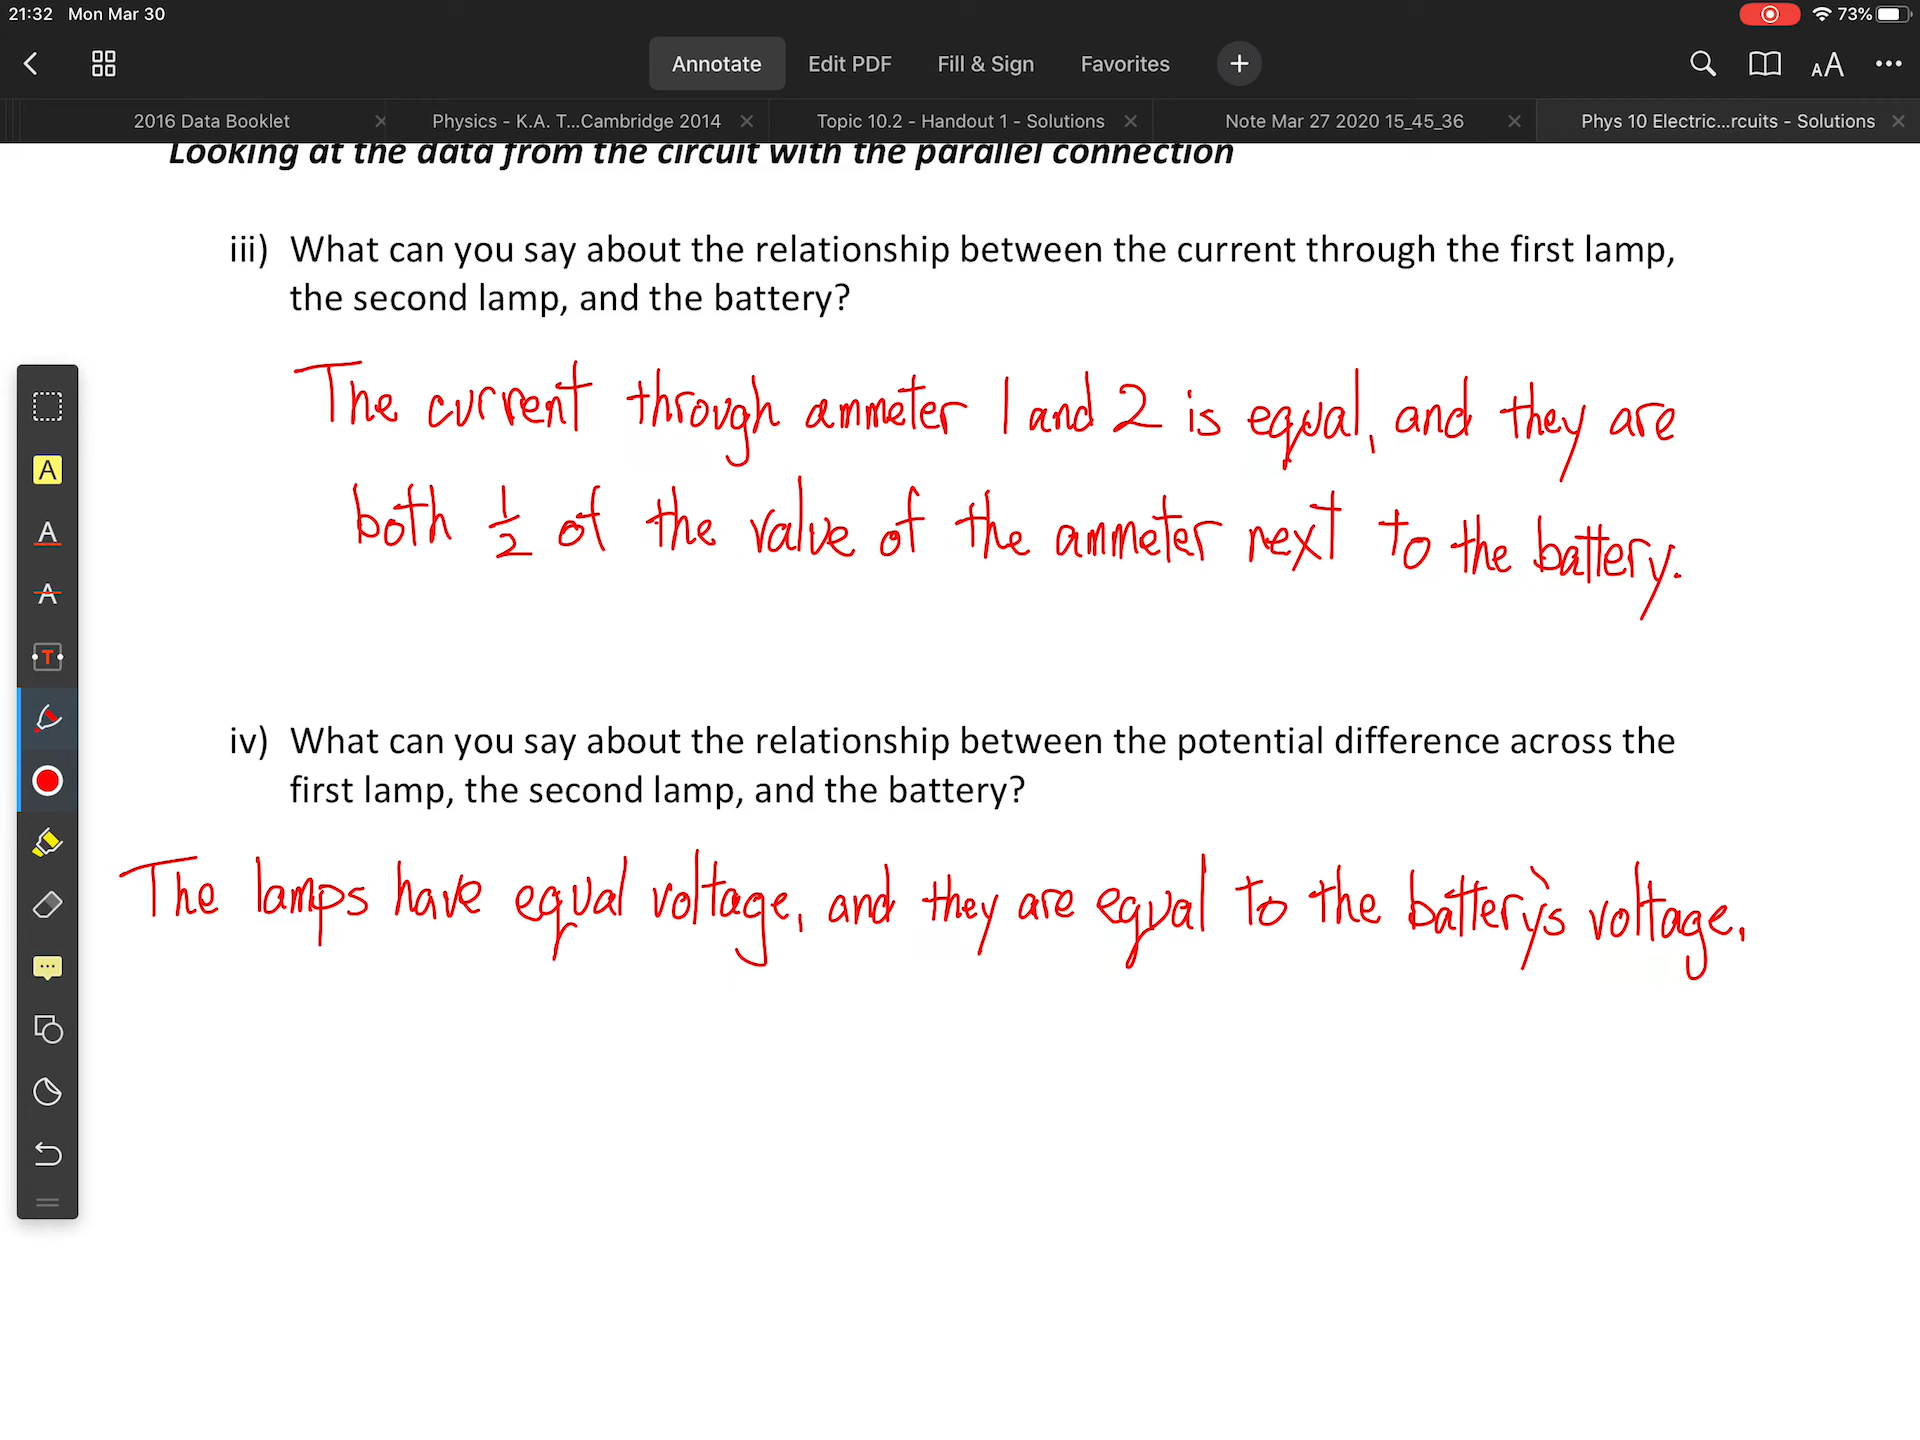 21:32 Mon Mar 30
73%
Annotate Edit PDF Fill & Sign Favorites
AA
2016 Data Booklet Physics - K.A. T...Cambridge 2014 Topic 10.2 - Handout 1 - Solutions Note Mar 27 2020 15_45_36 Phys 10 Electric...rcuits - Solutions
Looking at the data from the circuit with the parallel connection
iii) What can you say about the relationship between the current through the first lamp,
the second lamp, and the battery?
The current through ammeter 1 and 2 is equal, and they are
both 1/2 of the value of the ammeter next to the battery.
iv) What can you say about the relationship between the potential difference across the
first lamp, the second lamp, and the battery?
The lamps have equal voltage, and they are equal to the battery's voltage.
A
A
A
T